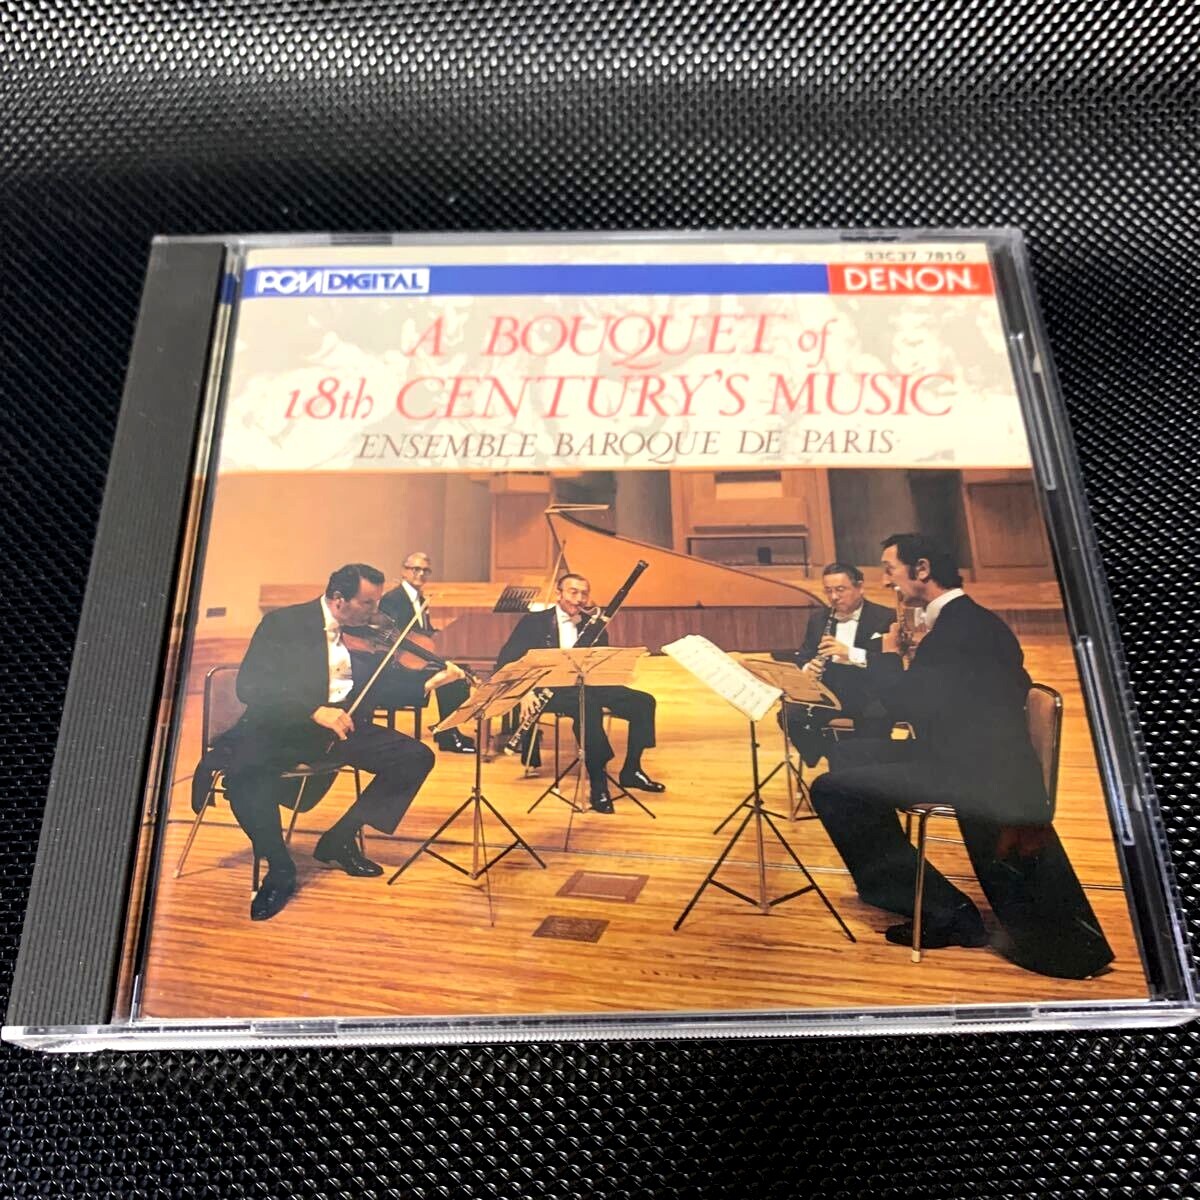 33C37 7810
PCM DIGITAL
DENON
A BOUQUET of
18th CENTURY'S MUSIC
ENSEMBLE BAROQUE DE PARIS